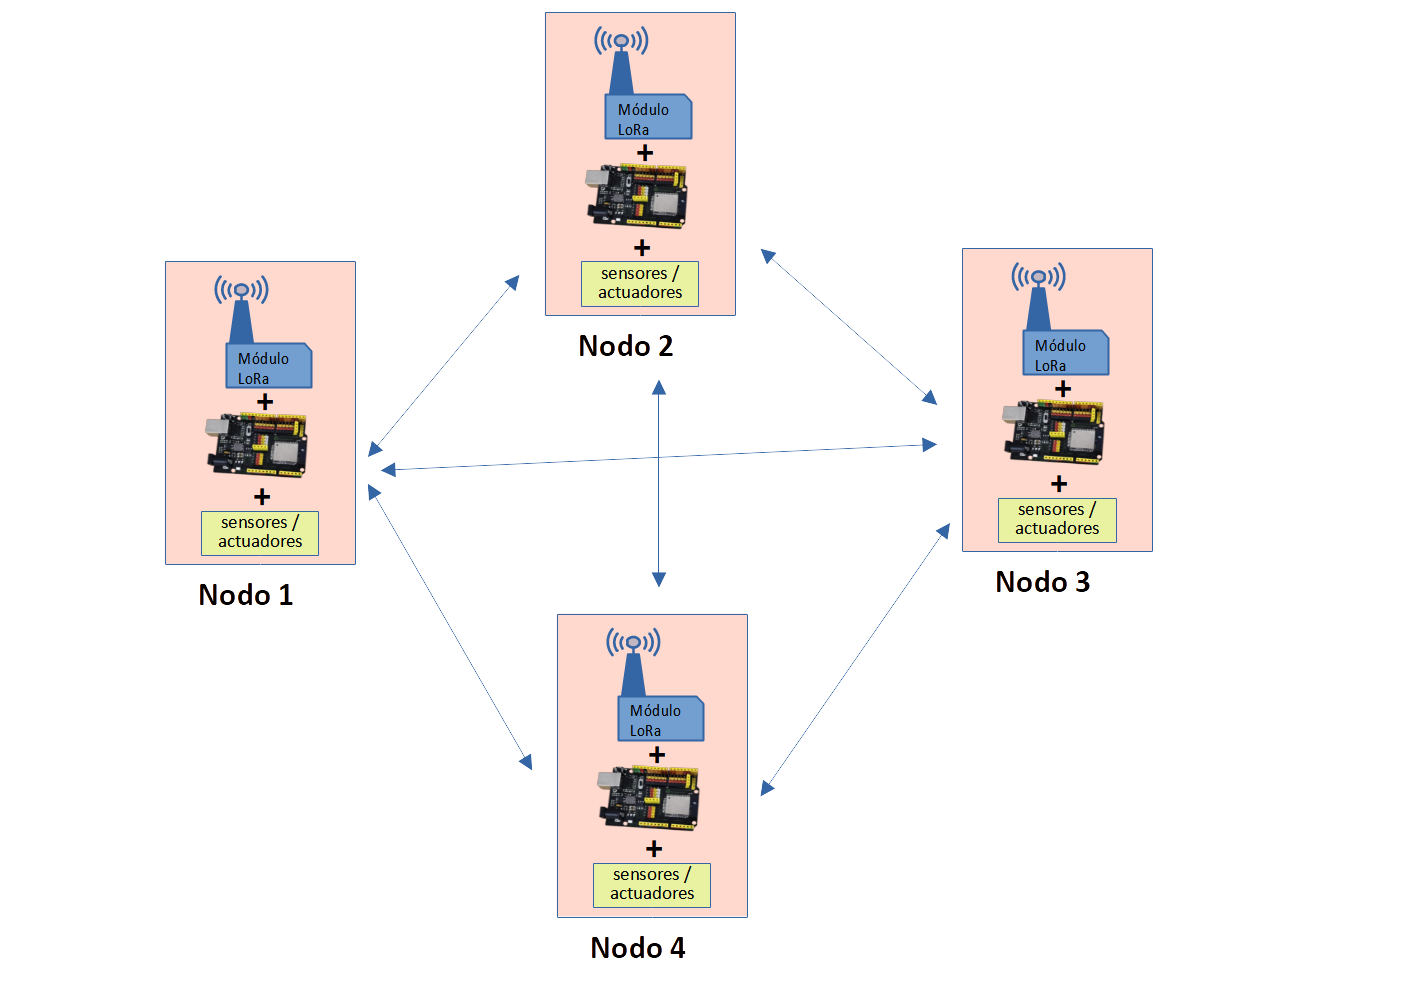 Módulo
LoRa
+
+
sensores /
actuadores
Nodo 2
Módulo
LoRa
+
+
sensores /
actuadores
Nodo 1
Módulo
LoRa
+
+
sensores /
actuadores
Nodo 3
Módulo
LoRa
+
+
sensores /
actuadores
Nodo 4